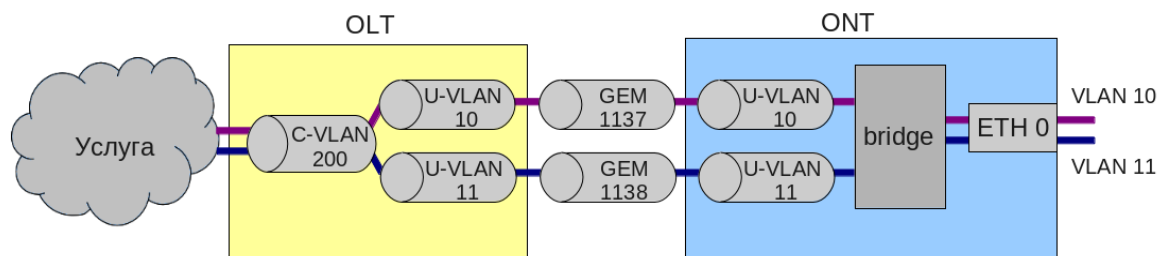 OLT
ONT
Услуга
C-VLAN
200
U-VLAN
10
U-VLAN
11
GEM
1137
GEM
1138
U-VLAN
10
U-VLAN
11
bridge
ETH 0
VLAN 10
VLAN 11